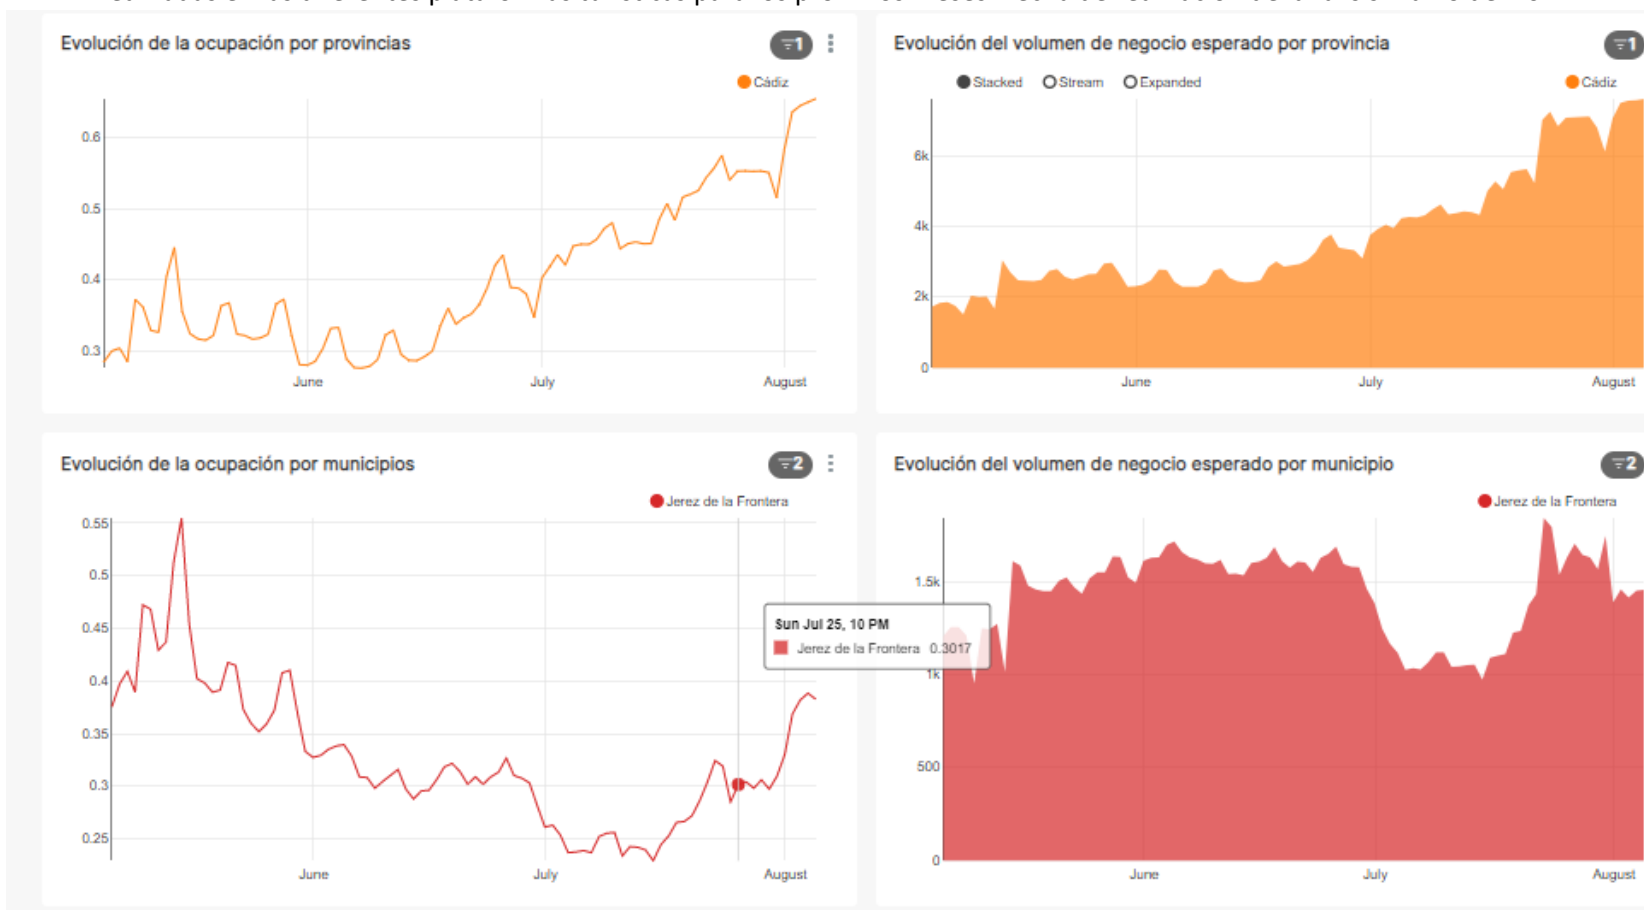 Evolución de la ocupación por provincias
1
Cádiz
0.6
0.5
0.4
0.3
June
July
August
Evolución del volumen de negocio esperado por provincia
1
Stacked
Stream
Expanded
Cádiz
6k
4k
2k
0
June
July
August
Evolución de la ocupación por municipios
2
Jerez de la Frontera
0.55
0.5
0.45
0.4
0.35
0.3
0.25
June
July
August
Sun Jul 25, 10 PM
Jerez de la Frontera 0.3017
Evolución del volumen de negocio esperado por municipio
2
Jerez de la Frontera
1.5k
1k
500
0
June
July
August